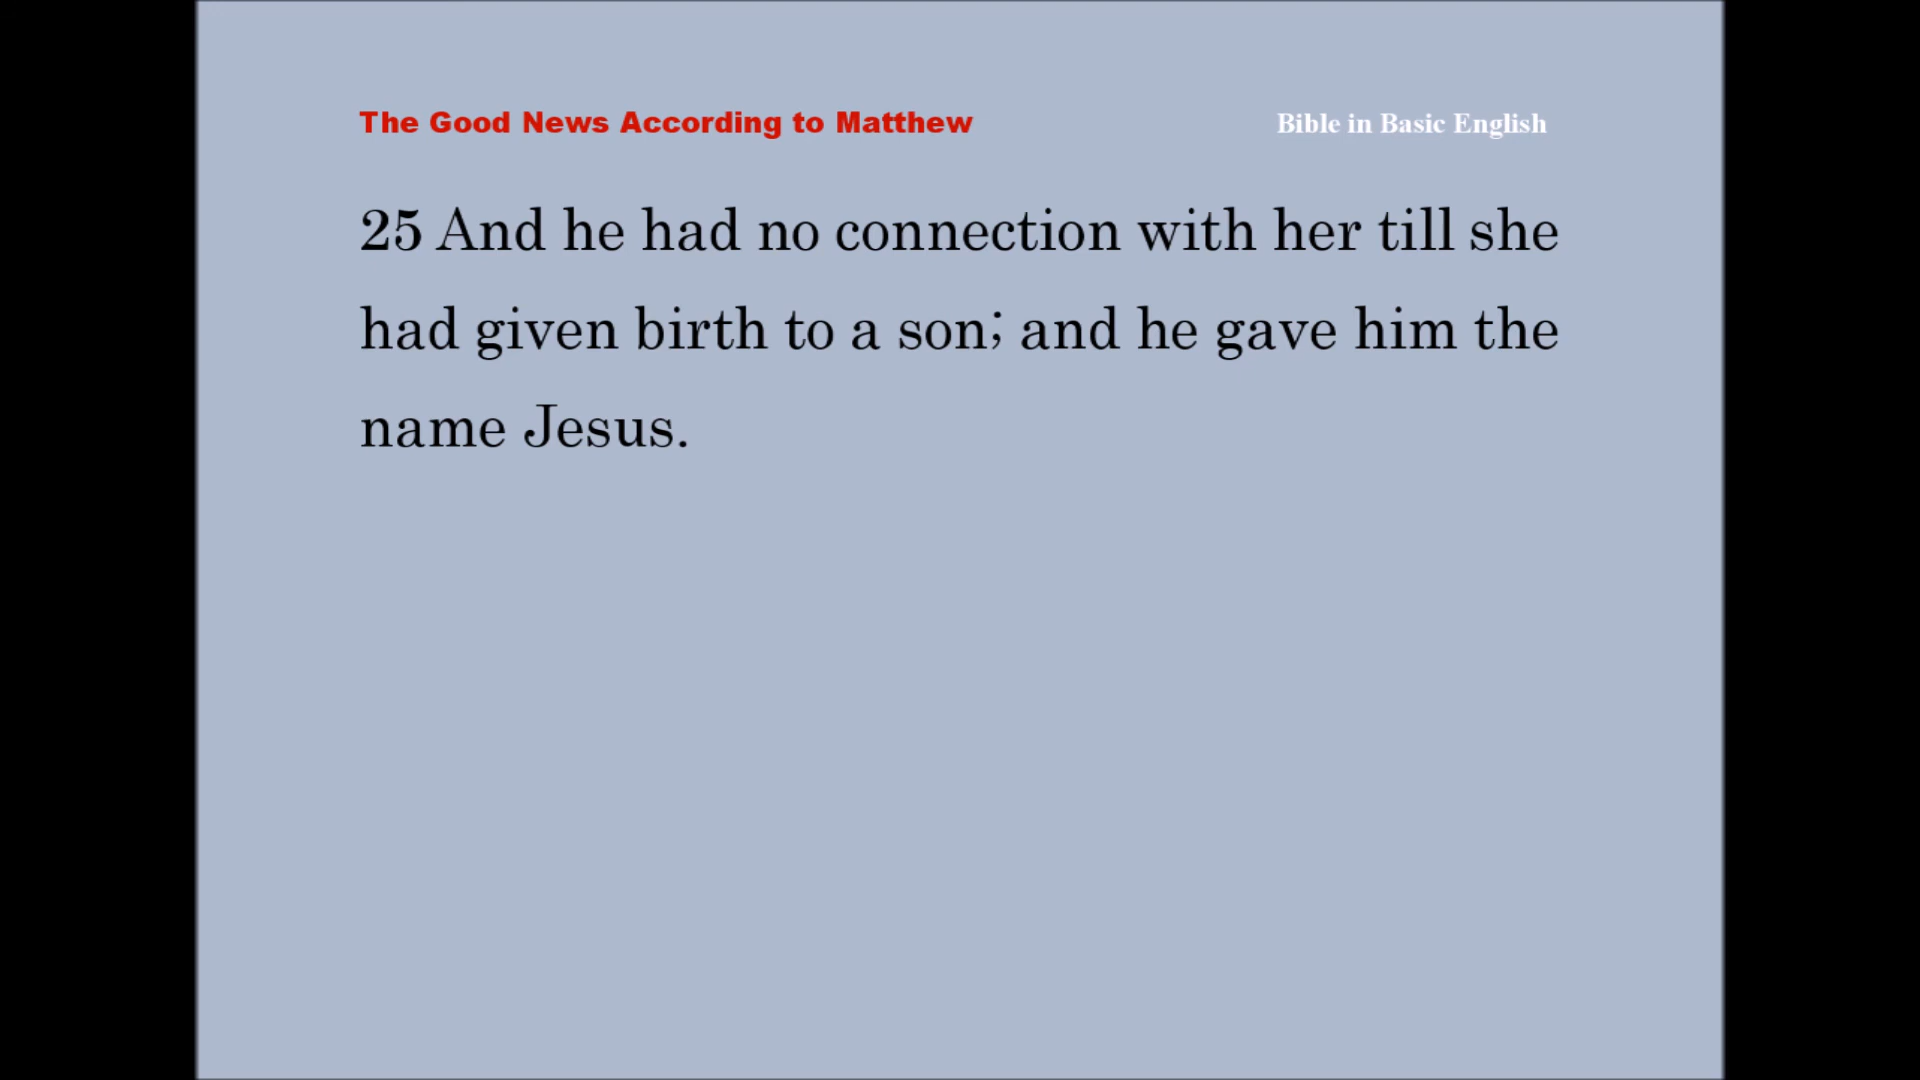 The Good News According to Matthew Bible in Basic English
25 And he had no connection with her till she
had given birth to a son; and he gave him the
name Jesus.